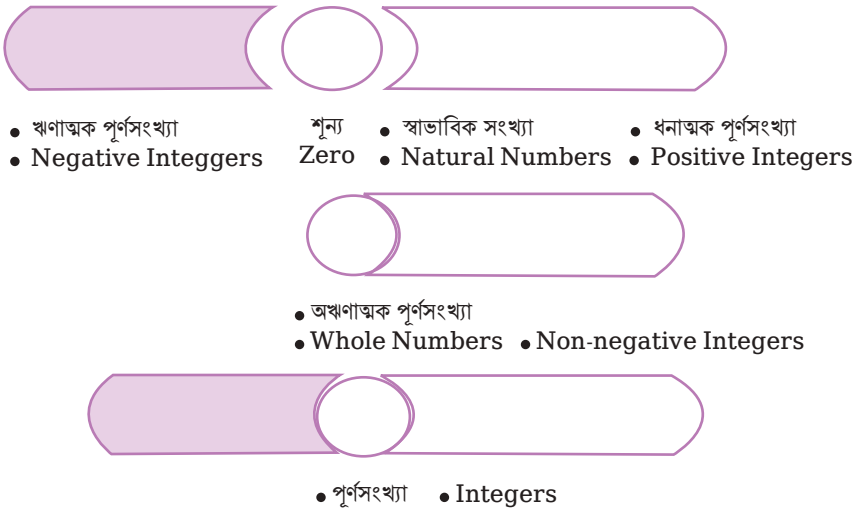 • ঋণাত্মক পূর্ণসংখ্যা শূন্য • স্বাভাবিক সংখ্যা • ধনাত্মক পূর্ণসংখ্যা
• Negative Integgers Zero • Natural Numbers • Positive Integers
• অঋণাত্মক পূর্ণসংখ্যা
• Whole Numbers • Non-negative Integers
• পূর্ণসংখ্যা • Integers